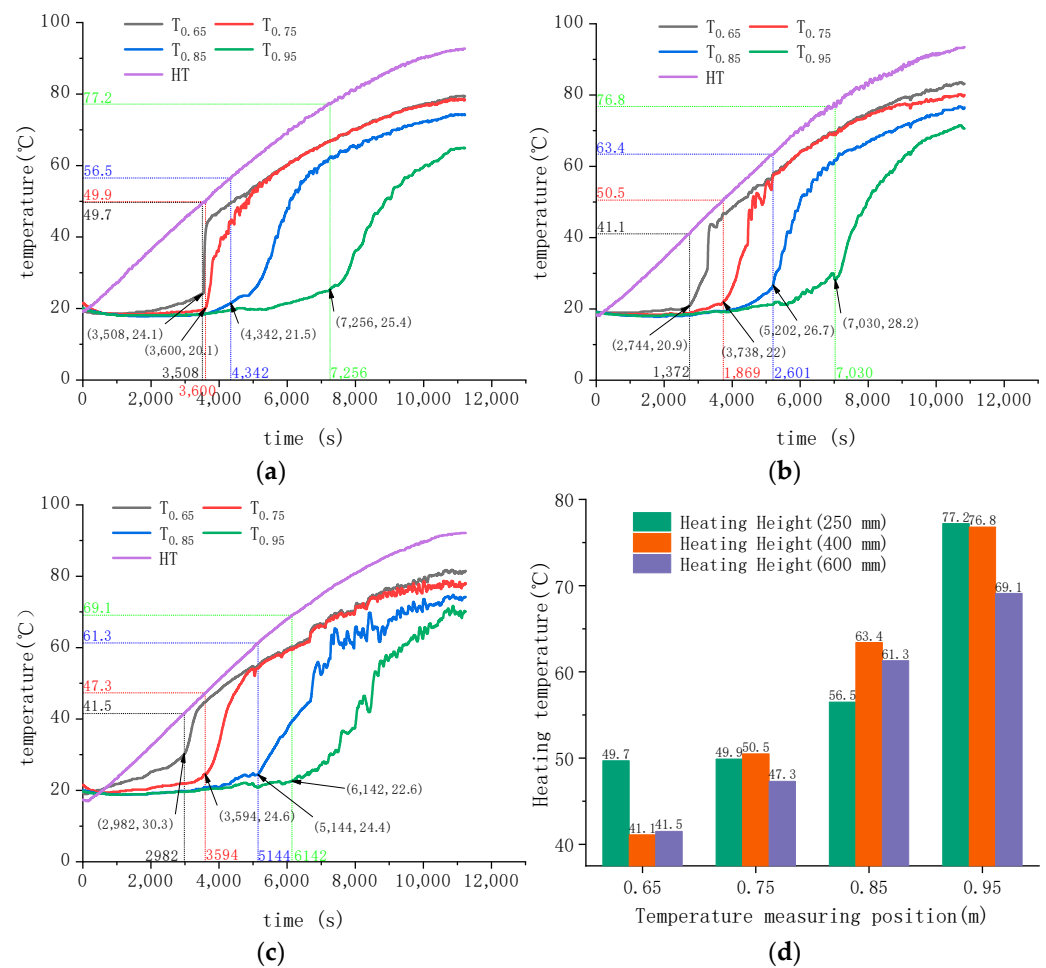 100
80
60
40
20
0
temperature(℃)
T0.65 T0.75
T0.85 T0.95
HT
77.2
56.5
49.9
49.7
(3,508, 24.1)
(3,600, 20.1)
(4,342, 21.5)
(7,256, 25.4)
3,508
3,600
4,342
7,256
0 2,000 4,000 6,000 8,000 10,000 12,000
time (s)
(a)
100
80
60
40
20
0
temperature(℃)
T0.65 T0.75
T0.85 T0.95
HT
76.8
63.4
50.5
41.1
(2,744, 20.9)
(3,738, 22)
(5,202, 26.7)
(7,030, 28.2)
1,372
1,869
2,601
7,030
0 2,000 4,000 6,000 8,000 10,000 12,000
time (s)
(b)
100
80
60
40
20
0
temperature(℃)
T0.65 T0.75
T0.85 T0.95
HT
69.1
61.3
47.3
41.5
(2,982, 30.3)
(3,594, 24.6)
(5,144, 24.4)
(6,142, 22.6)
2982
3594
5144
6142
0 2,000 4,000 6,000 8,000 10,000 12,000
time (s)
(c)
80
70
60
50
40
Heating temperature(℃)
Heating Height(250 mm)
Heating Height(400 mm)
Heating Height(600 mm)
49.7
41.1
41.5
49.9
50.5
47.3
56.5
63.4
61.3
77.2
76.8
69.1
0.65 0.75 0.85 0.95
Temperature measuring position(m)
(d)